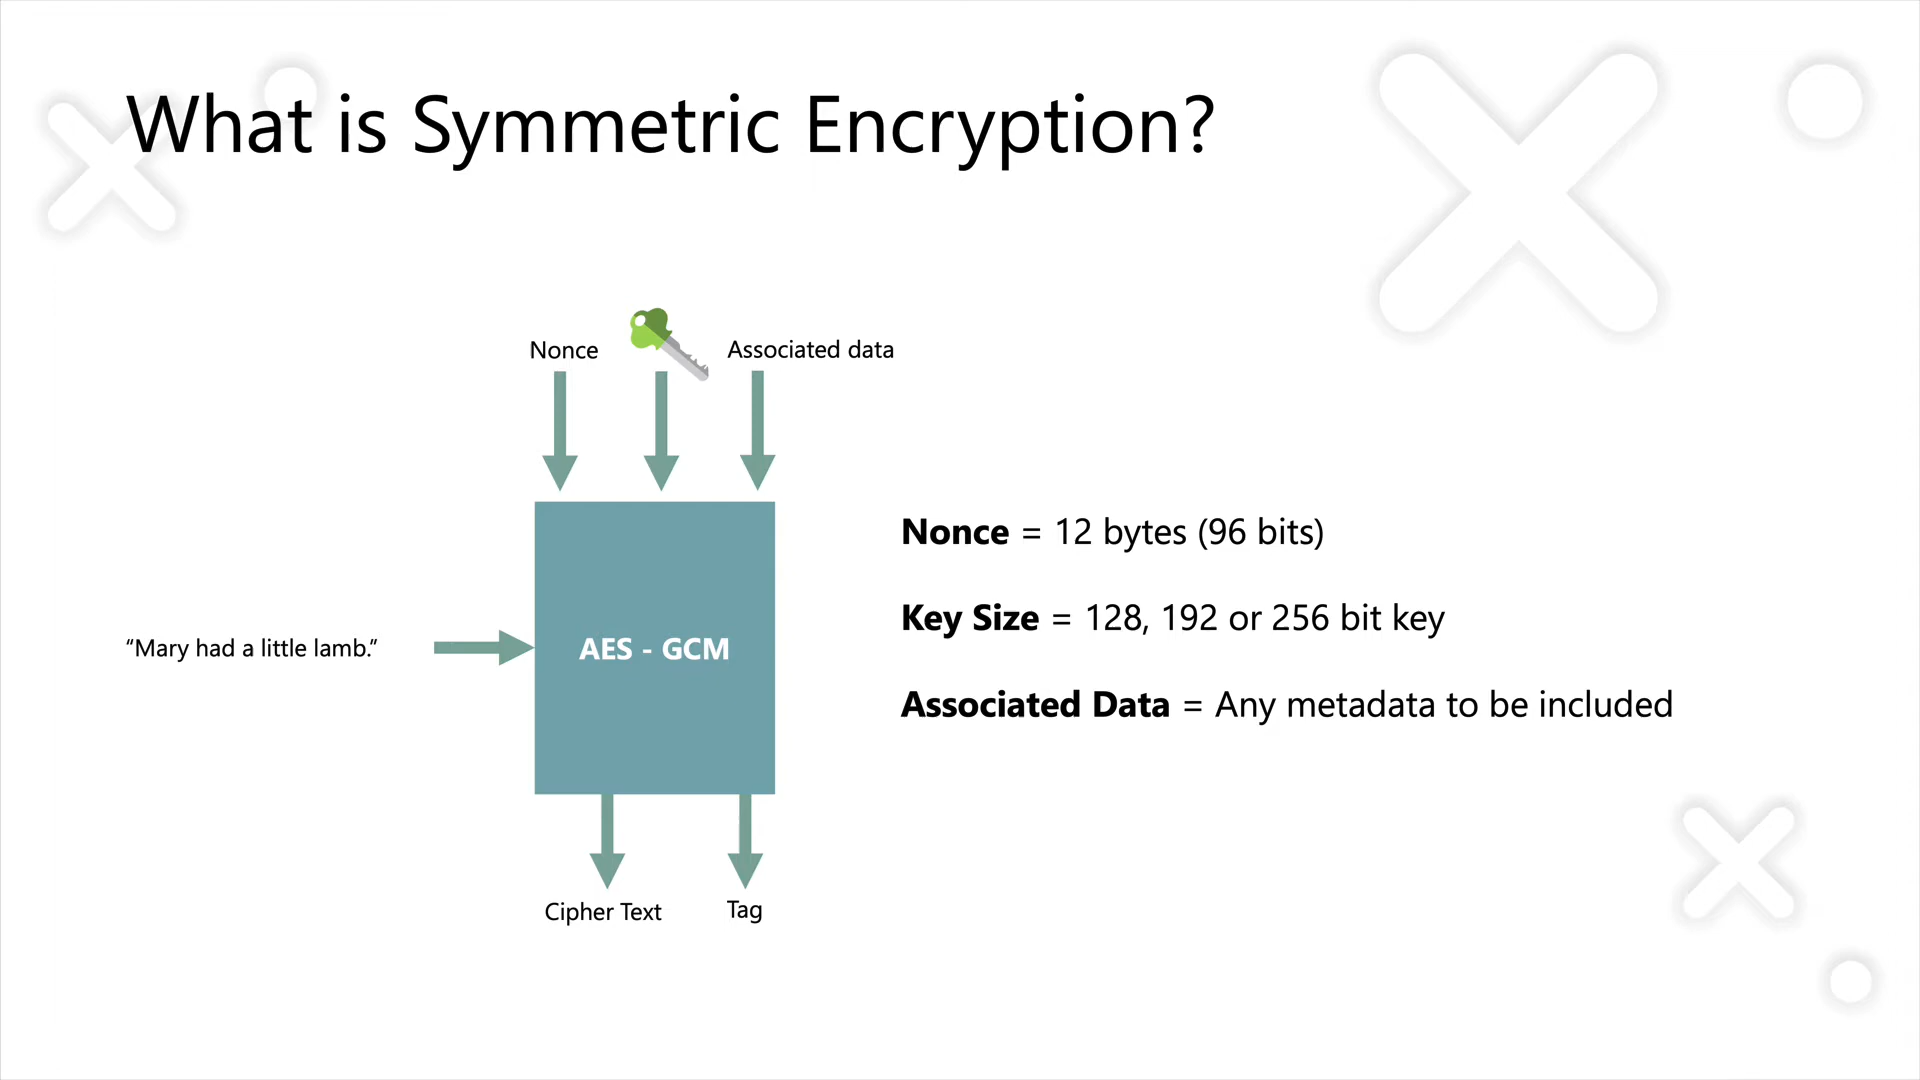 What is Symmetric Encryption?
Nonce
Associated data
“Mary had a little lamb.”
AES - GCM
Nonce = 12 bytes (96 bits)
Key Size = 128, 192 or 256 bit key
Associated Data = Any metadata to be included
Cipher Text
Tag